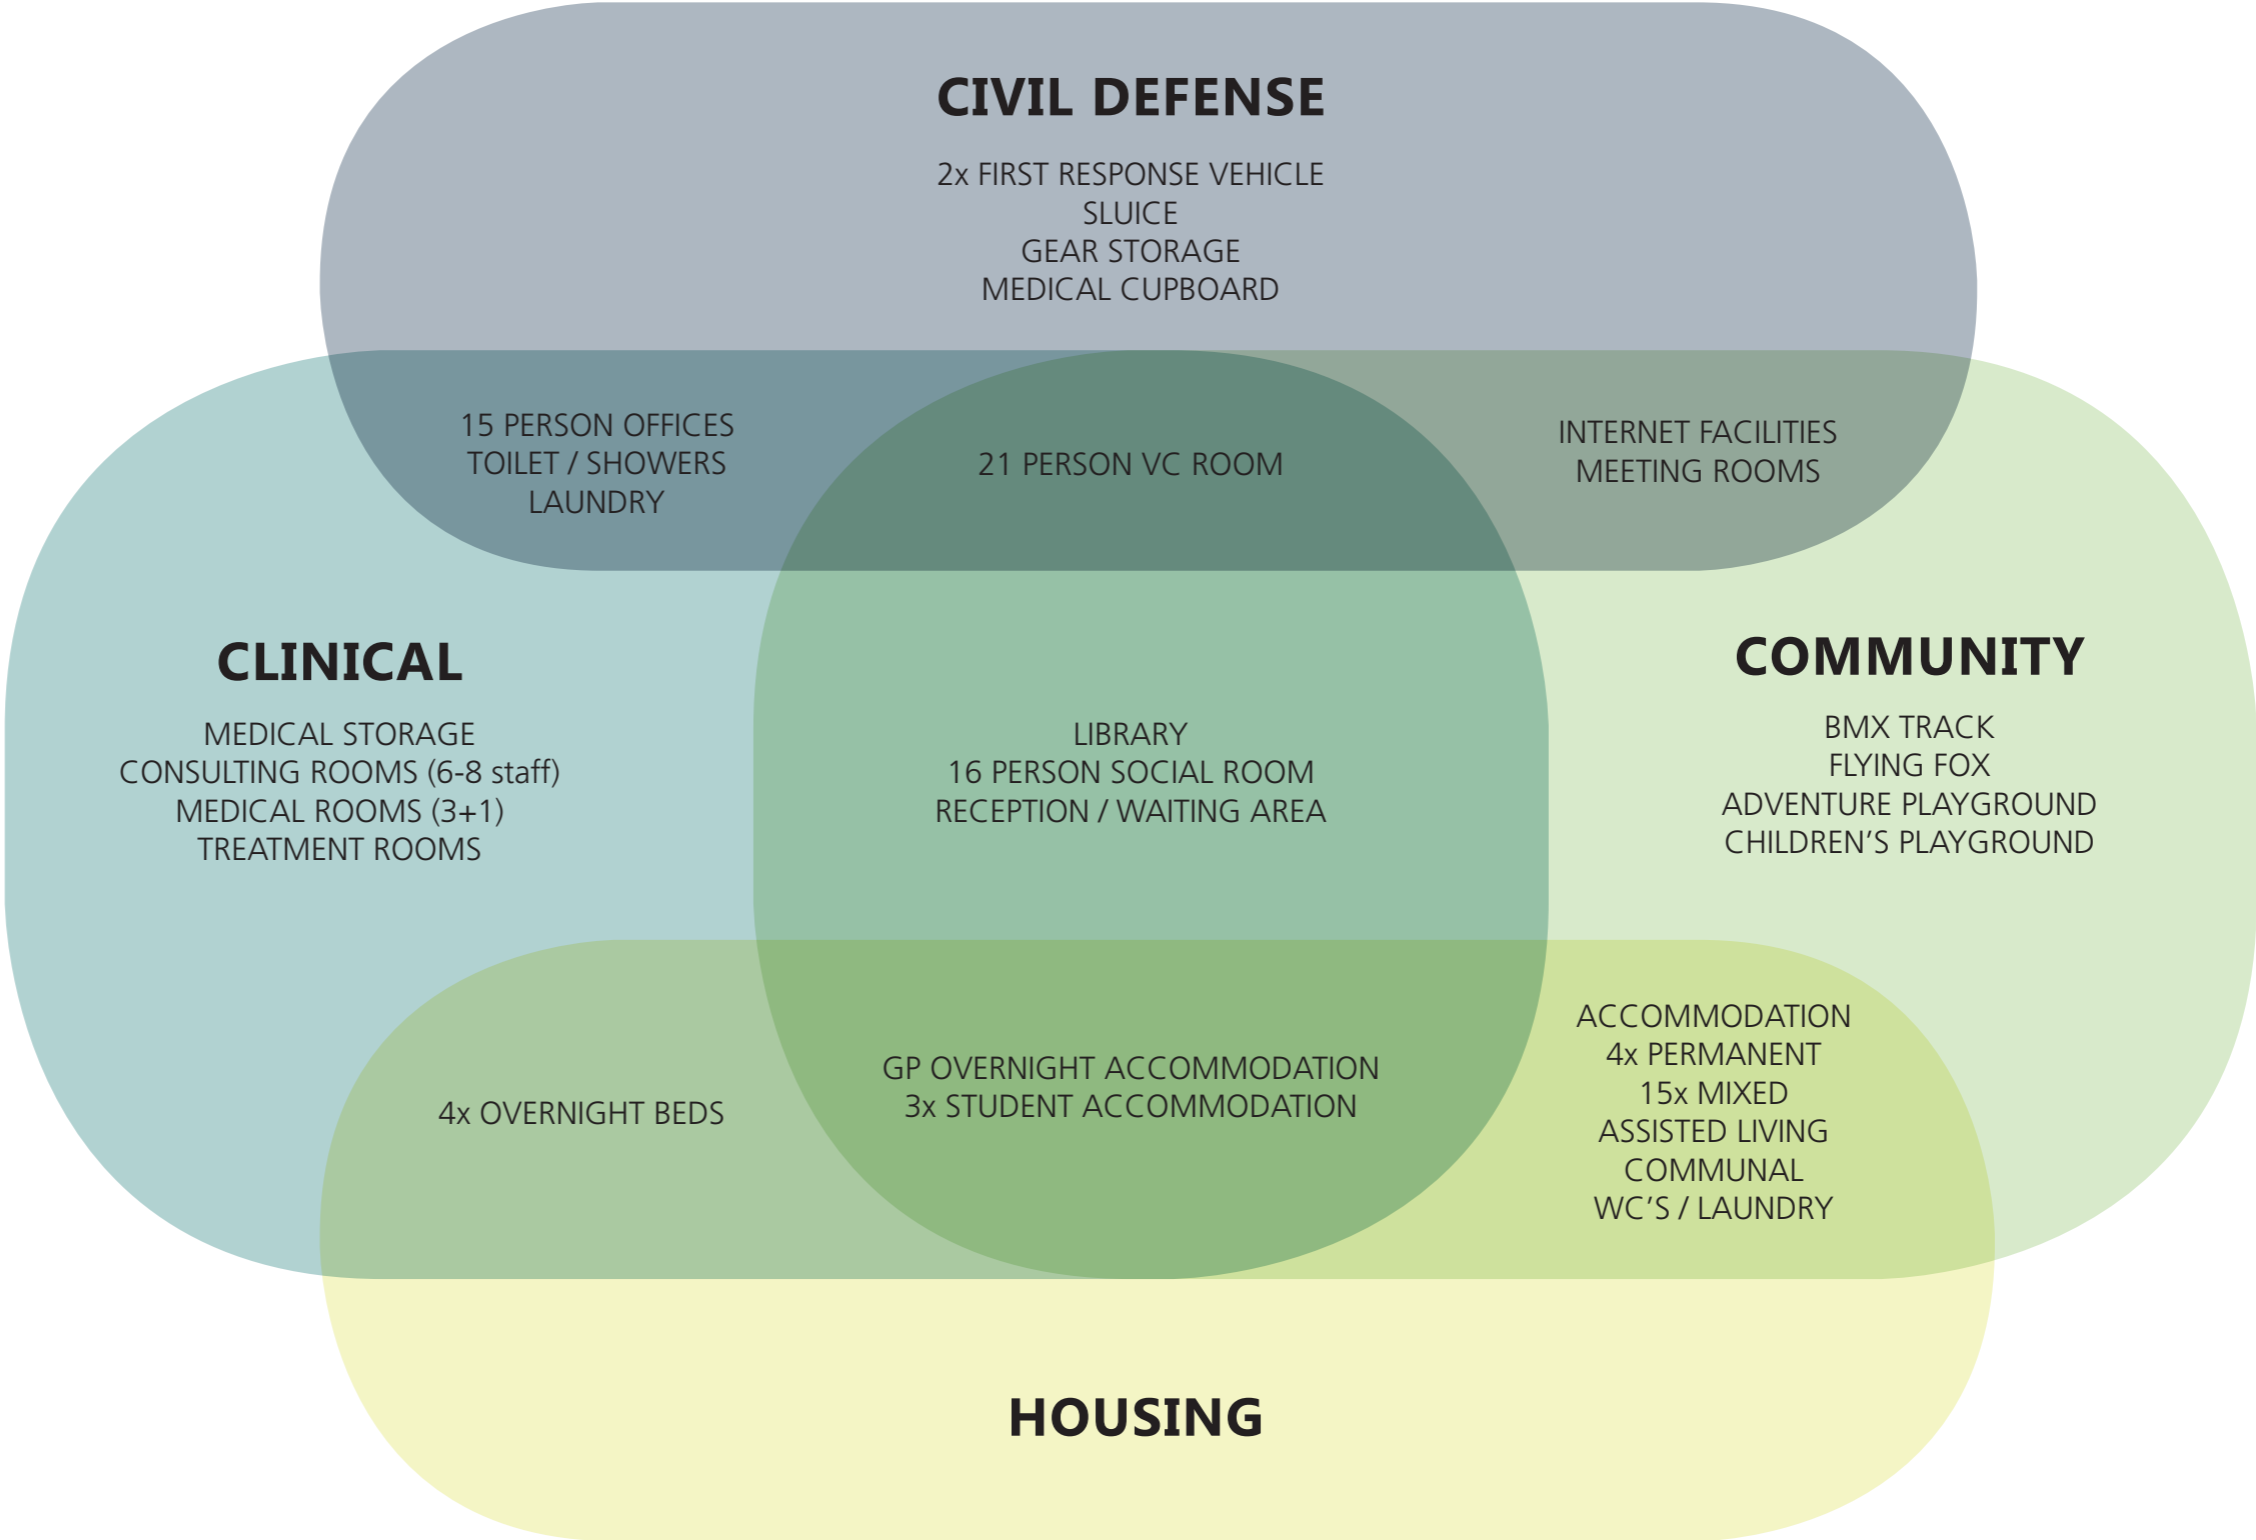 CIVIL DEFENSE
2x FIRST RESPONSE VEHICLE
SLUICE
GEAR STORAGE
MEDICAL CUPBOARD
15 PERSON OFFICES
TOILET / SHOWERS
LAUNDRY
21 PERSON VC ROOM
INTERNET FACILITIES
MEETING ROOMS
CLINICAL
MEDICAL STORAGE
CONSULTING ROOMS (6-8 staff)
MEDICAL ROOMS (3+1)
TREATMENT ROOMS
LIBRARY
16 PERSON SOCIAL ROOM
RECEPTION / WAITING AREA
COMMUNITY
BMX TRACK
FLYING FOX
ADVENTURE PLAYGROUND
CHILDREN’S PLAYGROUND
4x OVERNIGHT BEDS
GP OVERNIGHT ACCOMMODATION
3x STUDENT ACCOMMODATION
ACCOMMODATION
4x PERMANENT
15x MIXED
ASSISTED LIVING
COMMUNAL
WC’S / LAUNDRY
HOUSING